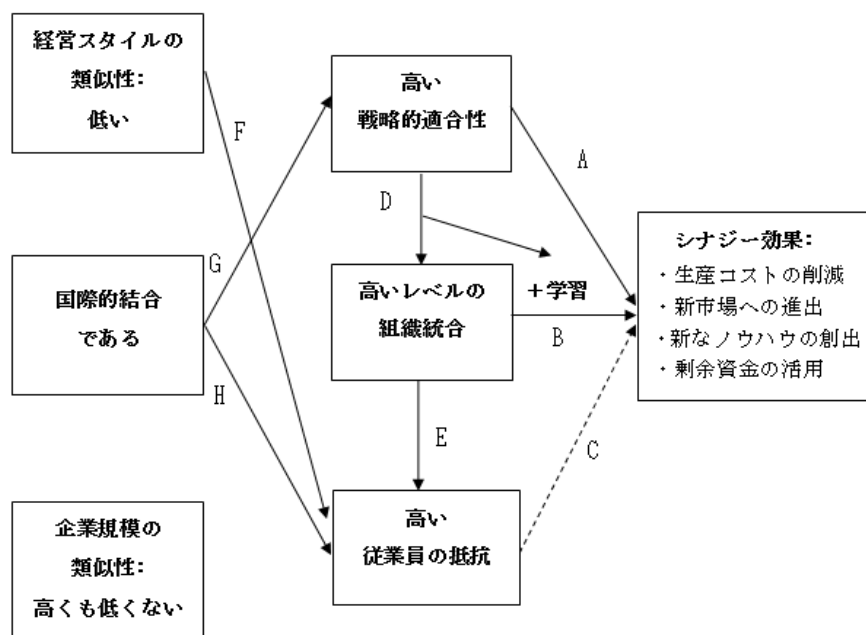 経営スタイルの
類似性:
低い
F
高い
戦略的適合性
A
D
G
国際的結合
である
H
高いレベルの
組織統合
+学習
B
シナジー効果:
・生産コストの削減
・新市場への進出
・新なノウハウの創出
・剰余資金の活用
E
C
高い
従業員の抵抗
企業規模の
類似性:
高くも低くない